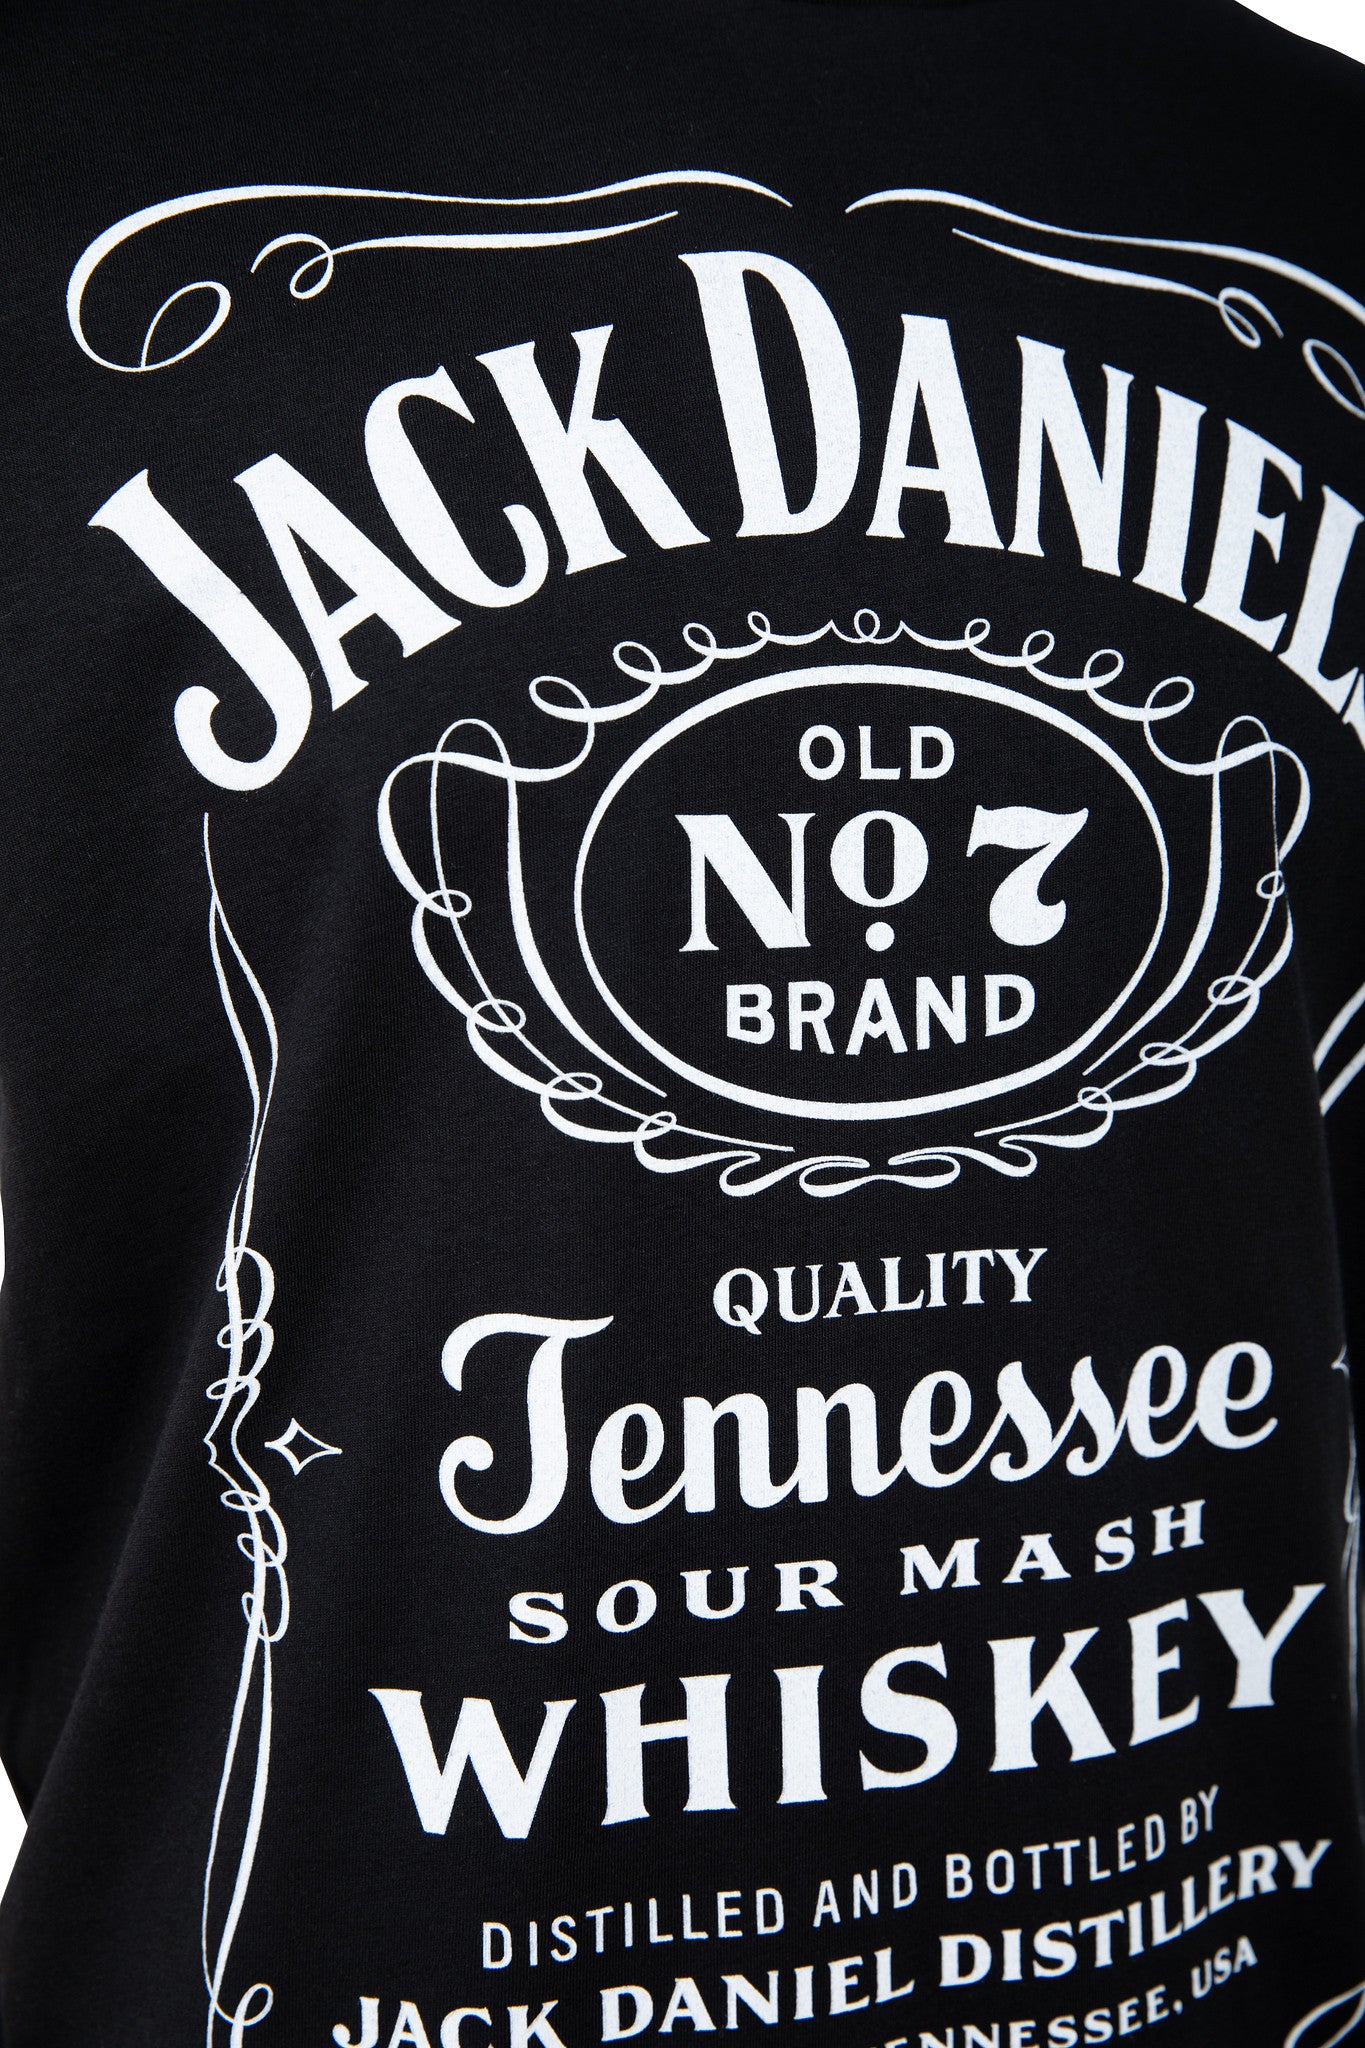 JACK DANIEL
OLD
No. 7
BRAND
QUALITY
Tennessee
SOUR MASH
WHISKEY
DISTILLED AND BOTTLED BY
JACK DANIEL DISTILLERY
TENNESSEE, USA